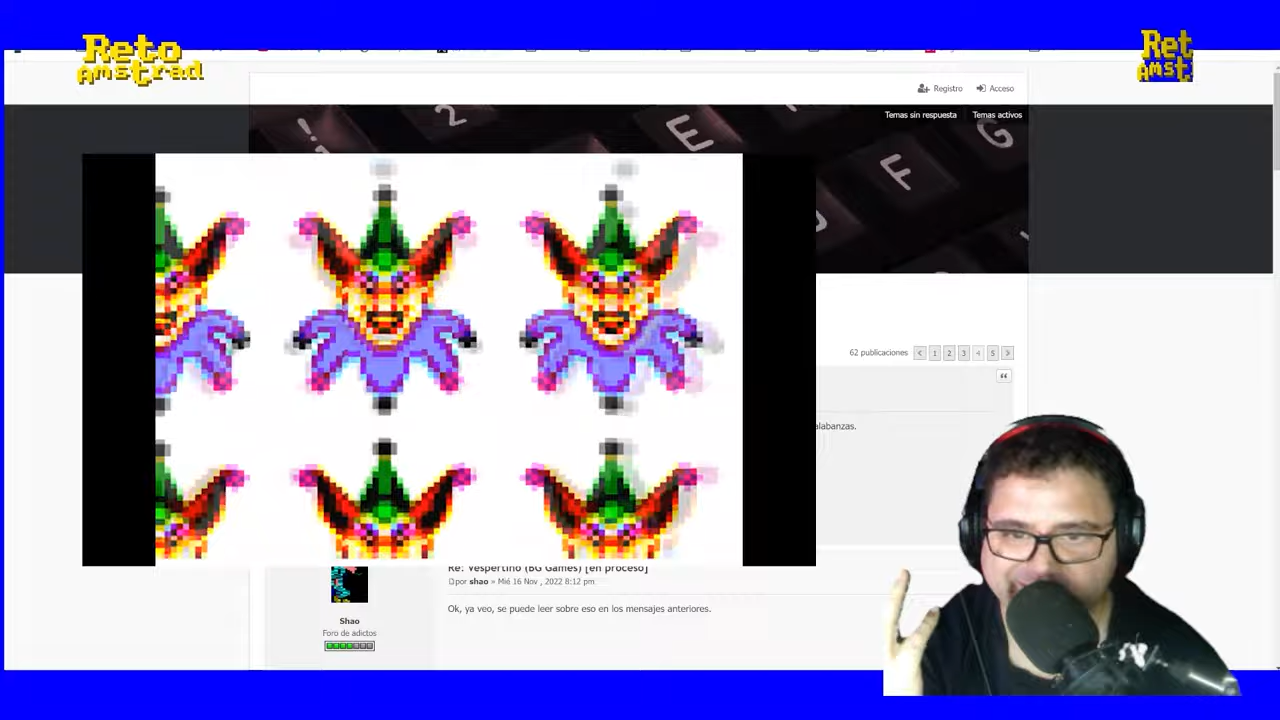 Reto
Amstrad
Ret
Amst
Registro
Acceso
Temas sin respuesta
Temas activos
! 2 E F G
62 publicaciones
1 2 3 4 5
alabanzas.
Re: Vespertino (BG Games) [en proceso]
por shao » Mié 16 Nov , 2022 8:12 pm
Shao
Foro de adictos
Ok, ya veo, se puede leer sobre eso en los mensajes anteriores.